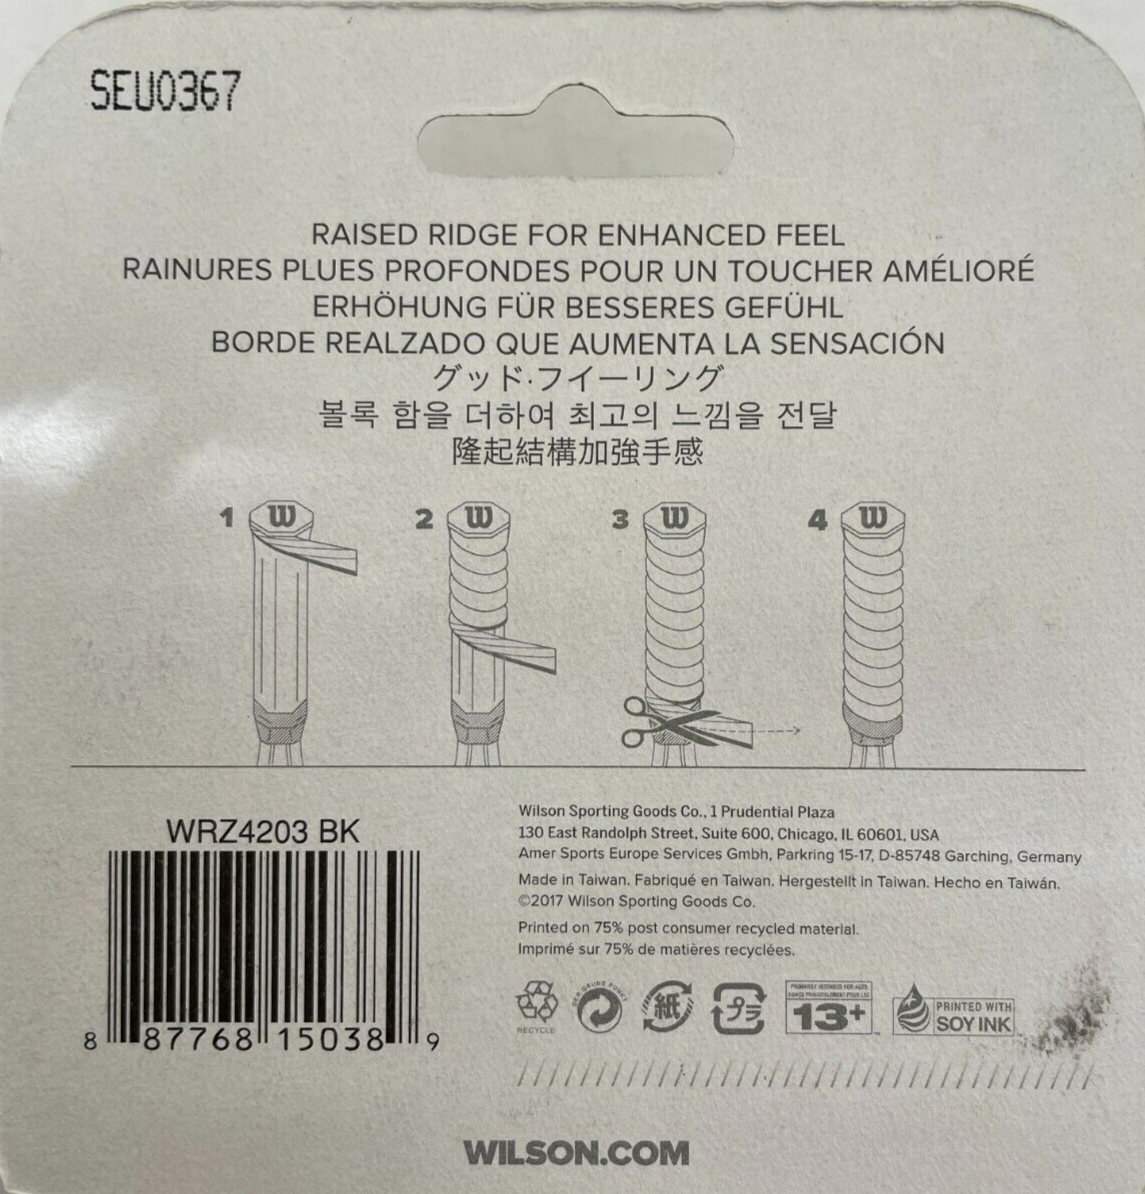 SEU0367
RAISED RIDGE FOR ENHANCED FEEL
RAINURES PLUES PROFONDES POUR UN TOUCHER AMÉLIORÉ
ERHÖHUNG FÜR BESSERES GEFÜHL
BORDE REALZADO QUE AUMENTA LA SENSACIÓN
グッド·フイーリング
볼록 함을 더하여 최고의 느낌을 전달
隆起結構加強手感
1 W 2 W 3 W 4 W
WRZ4203 BK
8 87768 15038 9
Wilson Sporting Goods Co., 1 Prudential Plaza
130 East Randolph Street, Suite 600, Chicago, IL 60601, USA
Amer Sports Europe Services Gmbh, Parkring 15-17, D-85748 Garching, Germany
Made in Taiwan. Fabriqué en Taiwan. Hergestellt in Taiwan. Hecho en Taiwán.
©2017 Wilson Sporting Goods Co.
Printed on 75% post consumer recycled material.
Imprimé sur 75% de matières recyclées.
RECYCLE
DER GRÜNE PUNKT
紙
プラ
PRIMARILY INTENDED FOR AGES
13+
PRINTED WITH
SOY INK
WILSON.COM